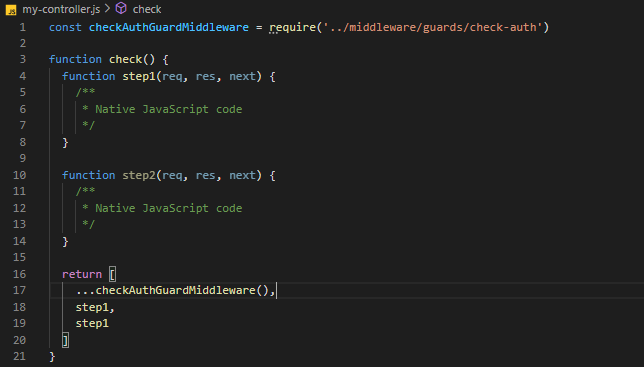 JS my-controller.js > check
1 const checkAuthGuardMiddleware = require('../middleware/guards/check-auth')
2
3 function check() {
4 function step1(req, res, next) {
5 /**
6 * Native JavaScript code
7 */
8 }
9
10 function step2(req, res, next) {
11 /**
12 * Native JavaScript code
13 */
14 }
15
16 return [
17 ...checkAuthGuardMiddleware(),
18 step1,
19 step1
20 ]
21 }